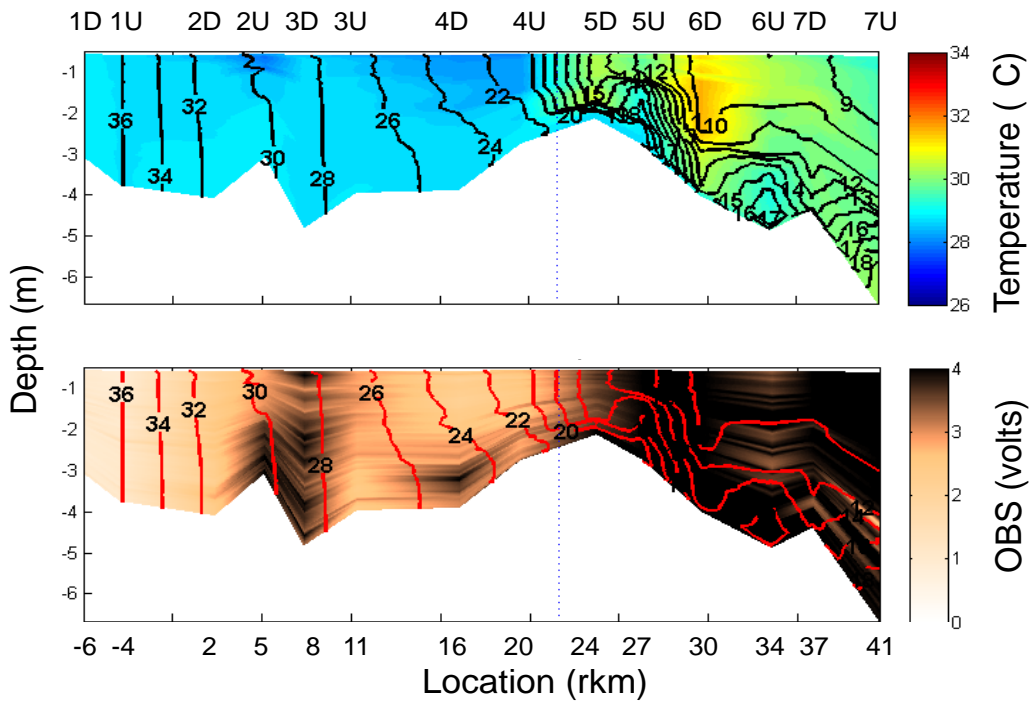 1D 1U 2D 2U 3D 3U 4D 4U 5D 5U 6D 6U 7D 7U
-1
-2
-3
-4
-5
-6
36 34 32 30 28 26 24 22 20 15 12 10 9
15 16 17 14 12 13 16 17 18
34
32
30
28
26
Temperature ( C)
Depth (m)
-1
-2
-3
-4
-5
-6
36 34 32 30 28 26 24 22 20
12
4
3
2
1
0
OBS (volts)
-6 -4 2 5 8 11 16 20 24 27 30 34 37 41
Location (rkm)